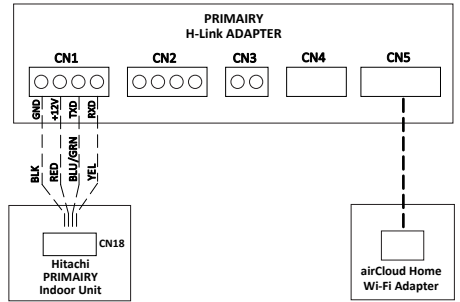 PRIMAIRY
H-Link ADAPTER
CN1
CN2
CN3
CN4
CN5
GND
+12V
TXD
RXD
BLK
RED
BLU/GRN
YEL
CN18
Hitachi
PRIMAIRY
Indoor Unit
airCloud Home
Wi-Fi Adapter